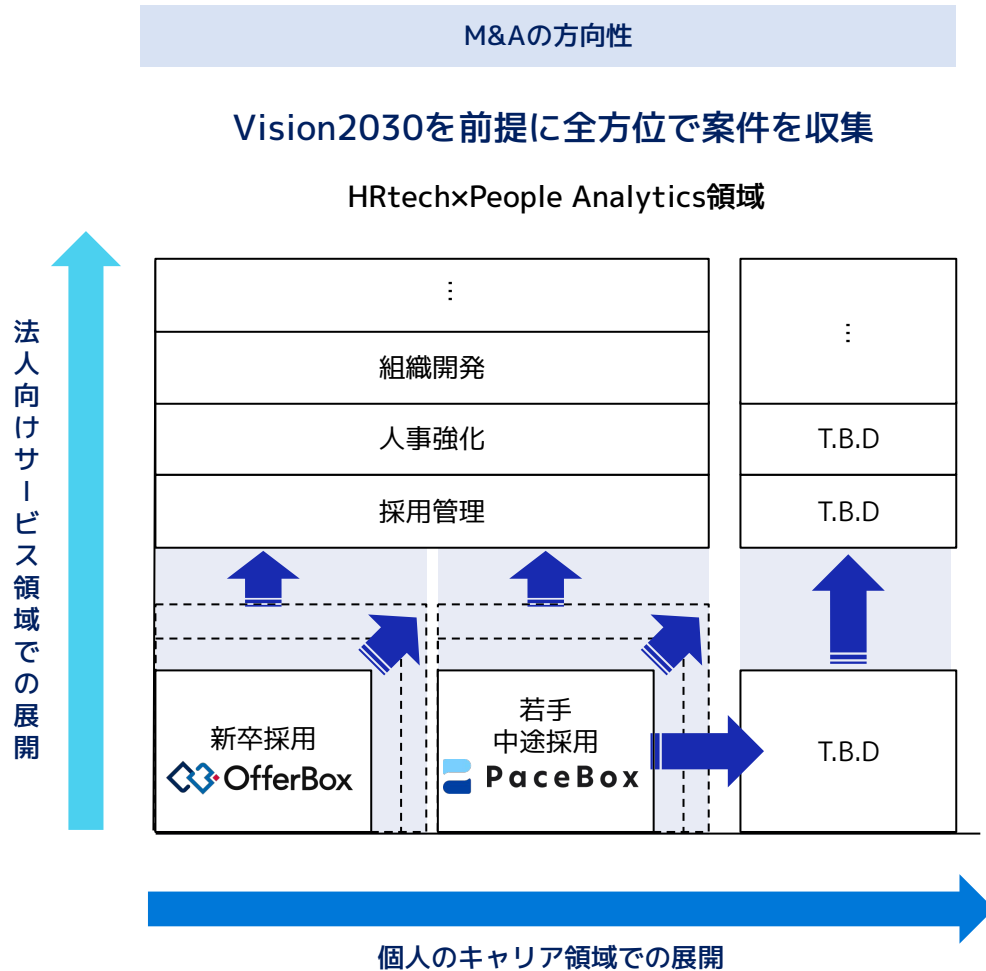 M&Aの方向性
Vision2030を前提に全方位で案件を収集
HRtech×People Analytics領域
法人向けサービス領域での展開
⋮
組織開発
人事強化
採用管理
⋮
T.B.D
T.B.D
新卒採用
OfferBox
若手
中途採用
PaceBox
T.B.D
個人のキャリア領域での展開